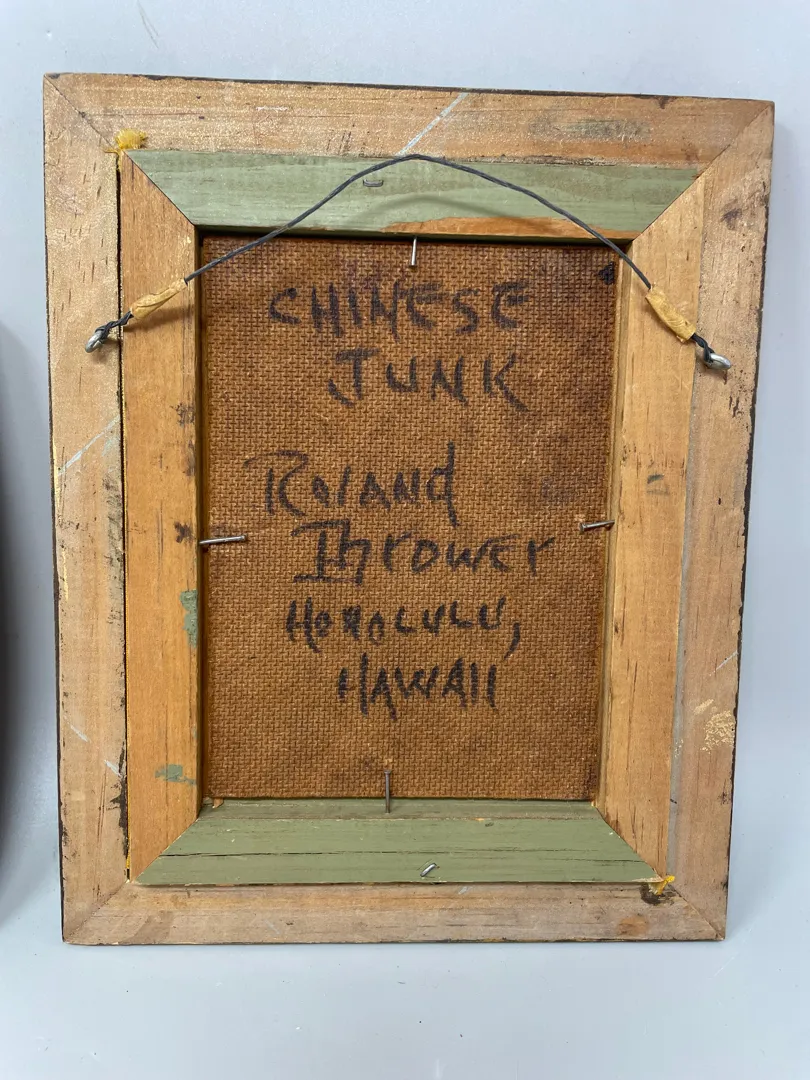 CHINESE
JUNK
Roland
Thrower
HONOLULU,
HAWAII